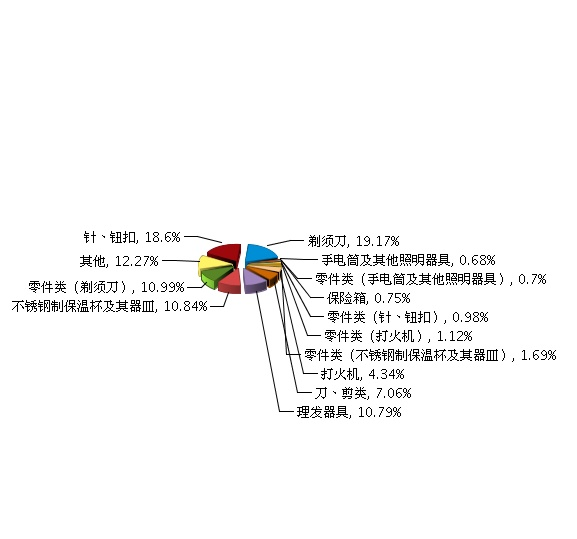 针、钮扣, 18.6%
剃须刀, 19.17%
其他, 12.27%
手电筒及其他照明器具, 0.68%
零件类（手电筒及其他照明器具）, 0.7%
零件类（剃须刀）, 10.99%
保险箱, 0.75%
不锈钢制保温杯及其器皿, 10.84%
零件类（针、钮扣）, 0.98%
零件类（打火机）, 1.12%
零件类（不锈钢制保温杯及其器皿）, 1.69%
打火机, 4.34%
刀、剪类, 7.06%
理发器具, 10.79%